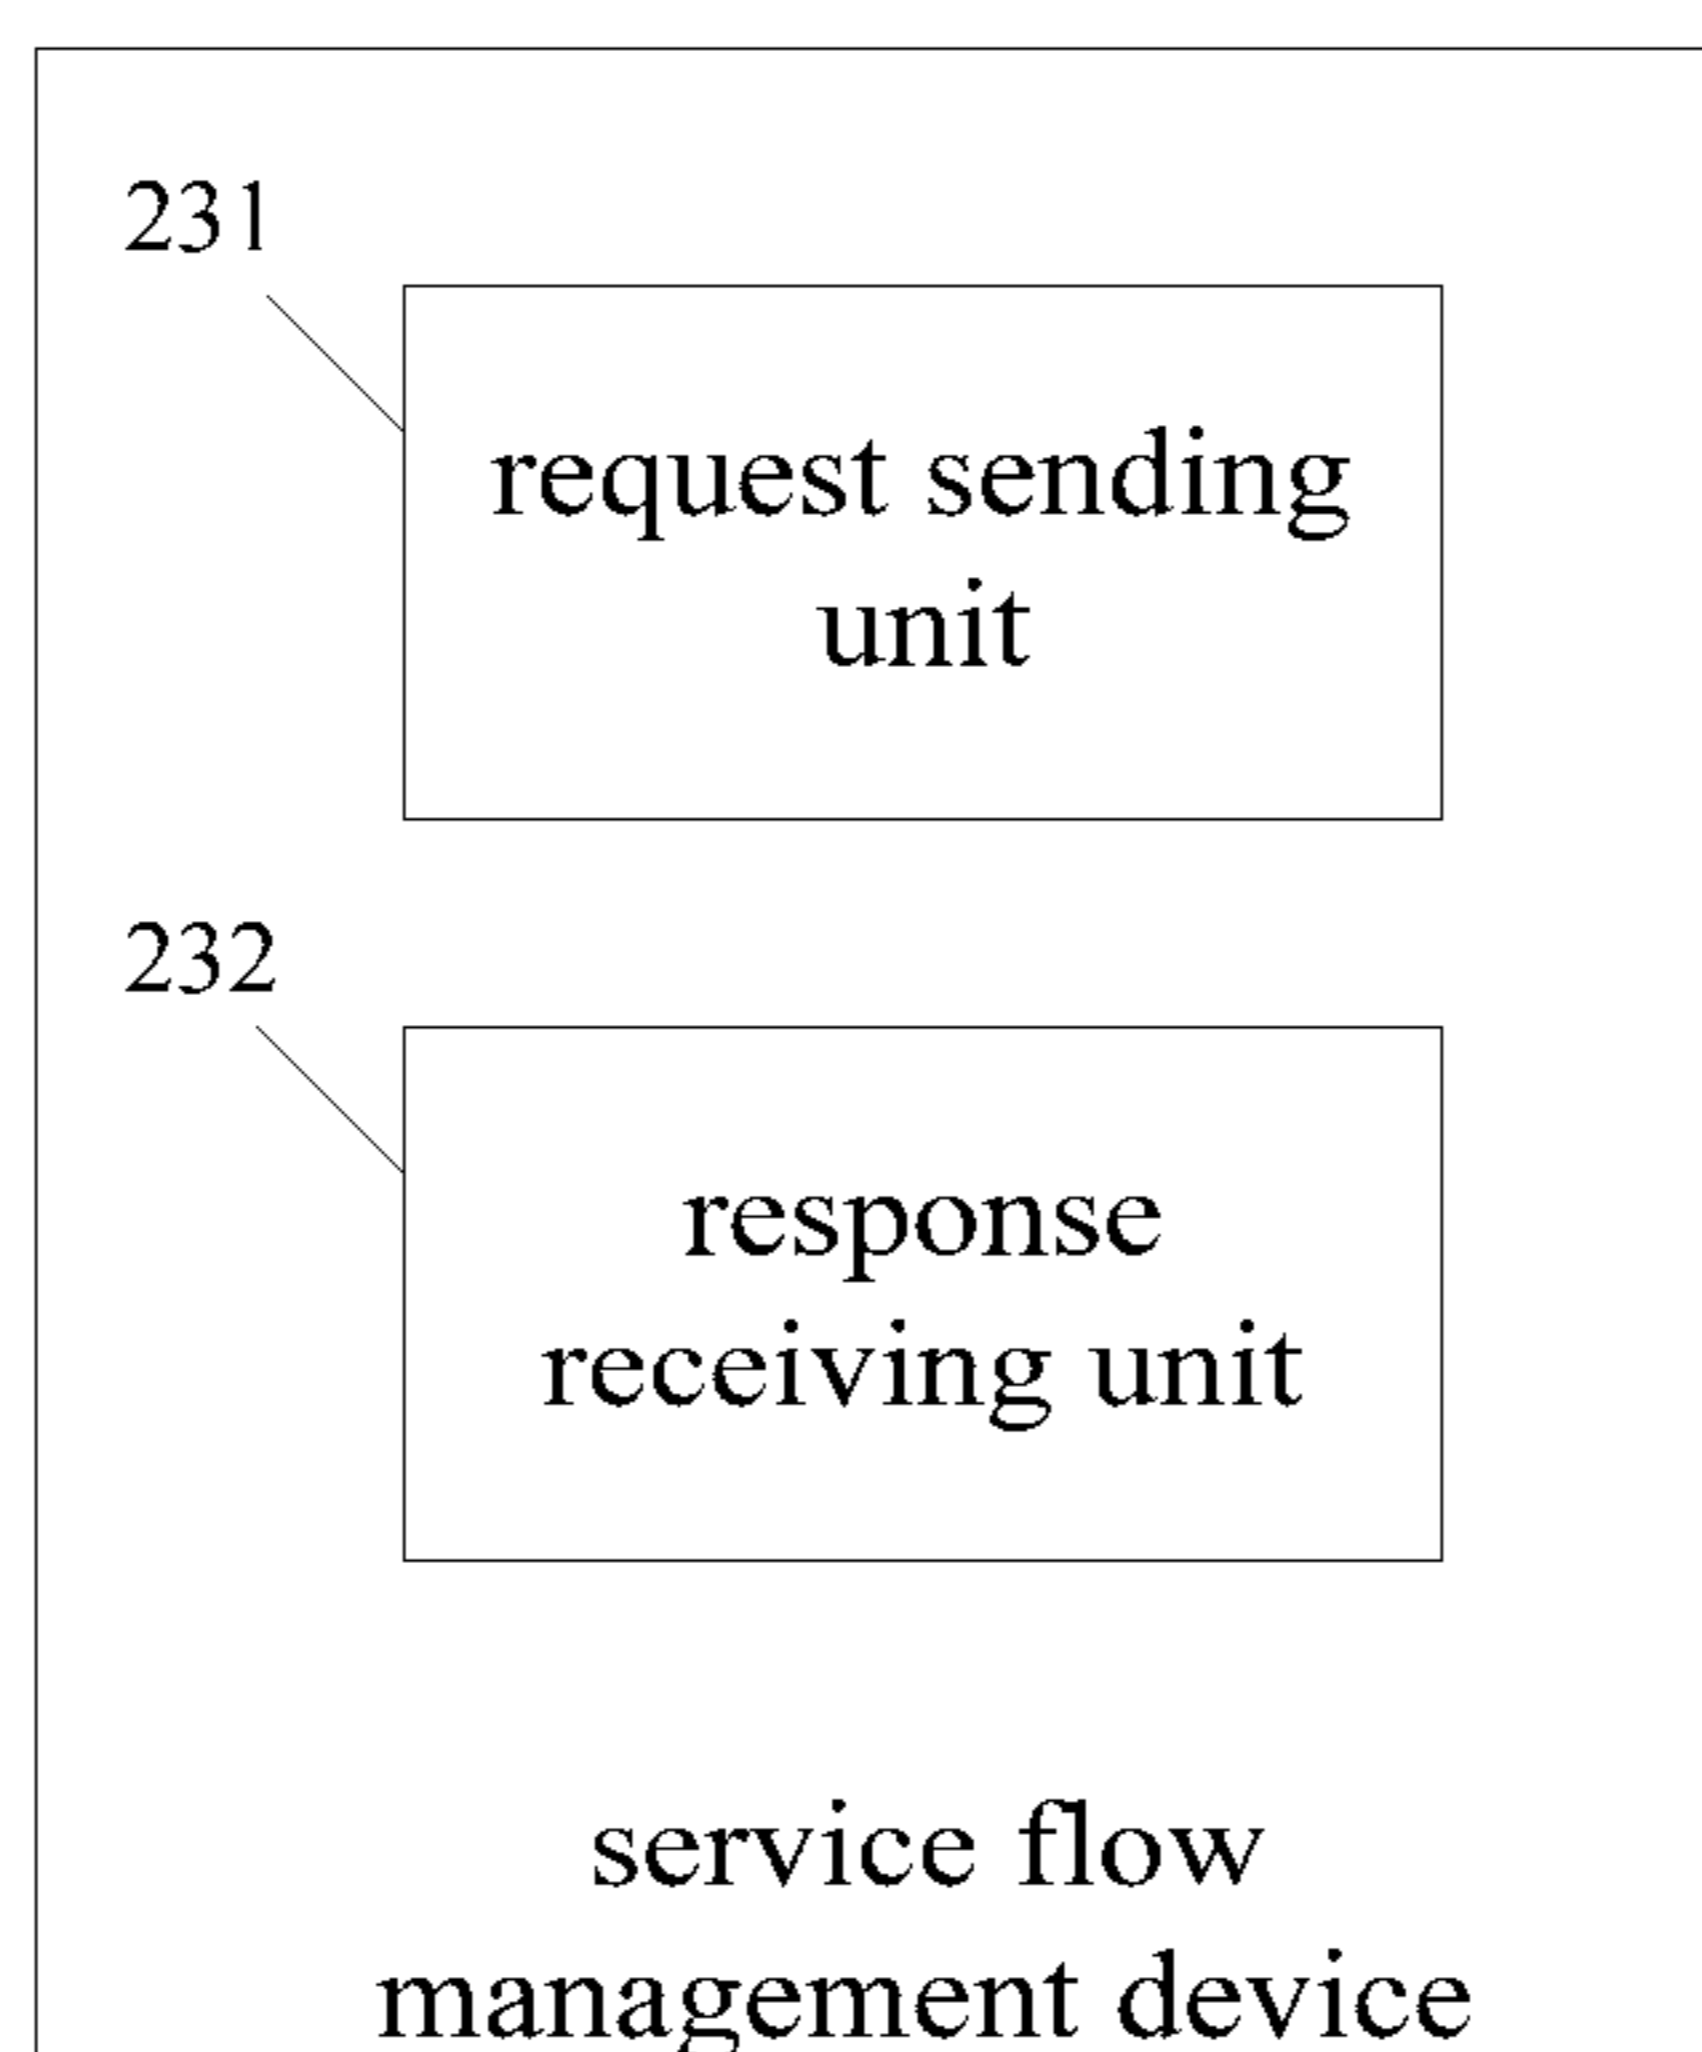 231
request sending
unit
232
response
receiving unit
service flow
management device